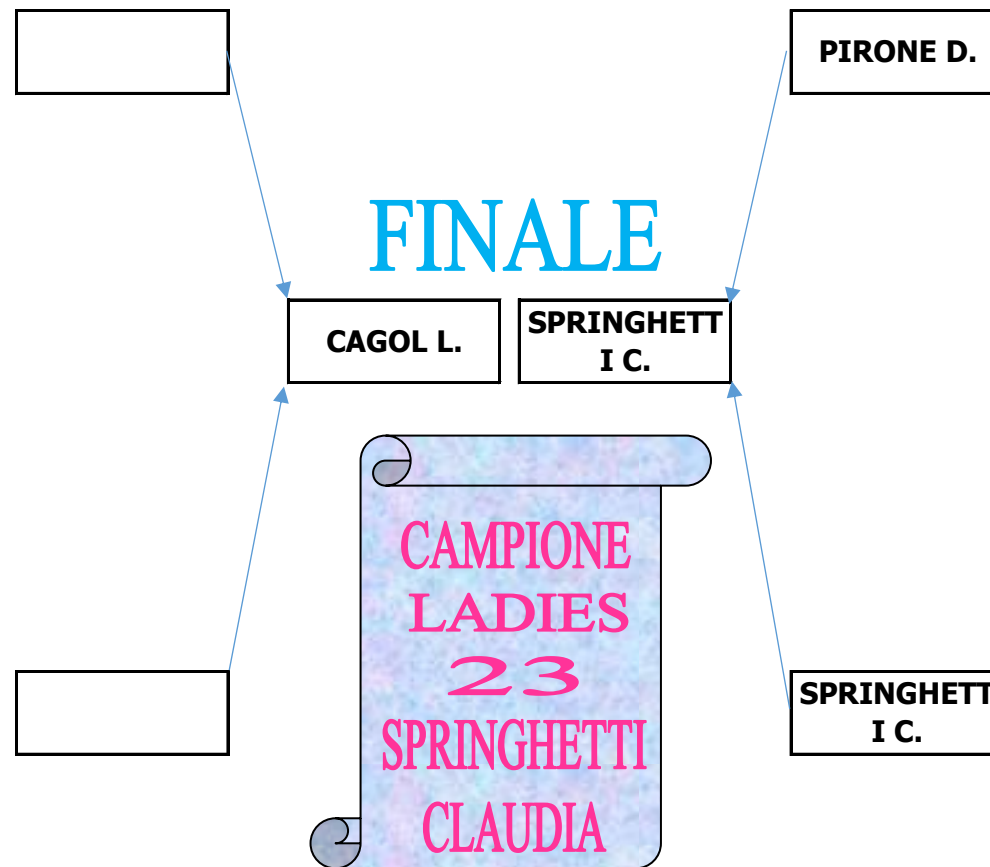 PIRONE D.
FINALE
CAGOL L.
SPRINGHETT
I C.
CAMPIONE
LADIES
23
SPRINGHETTI
CLAUDIA
SPRINGHETT
I C.